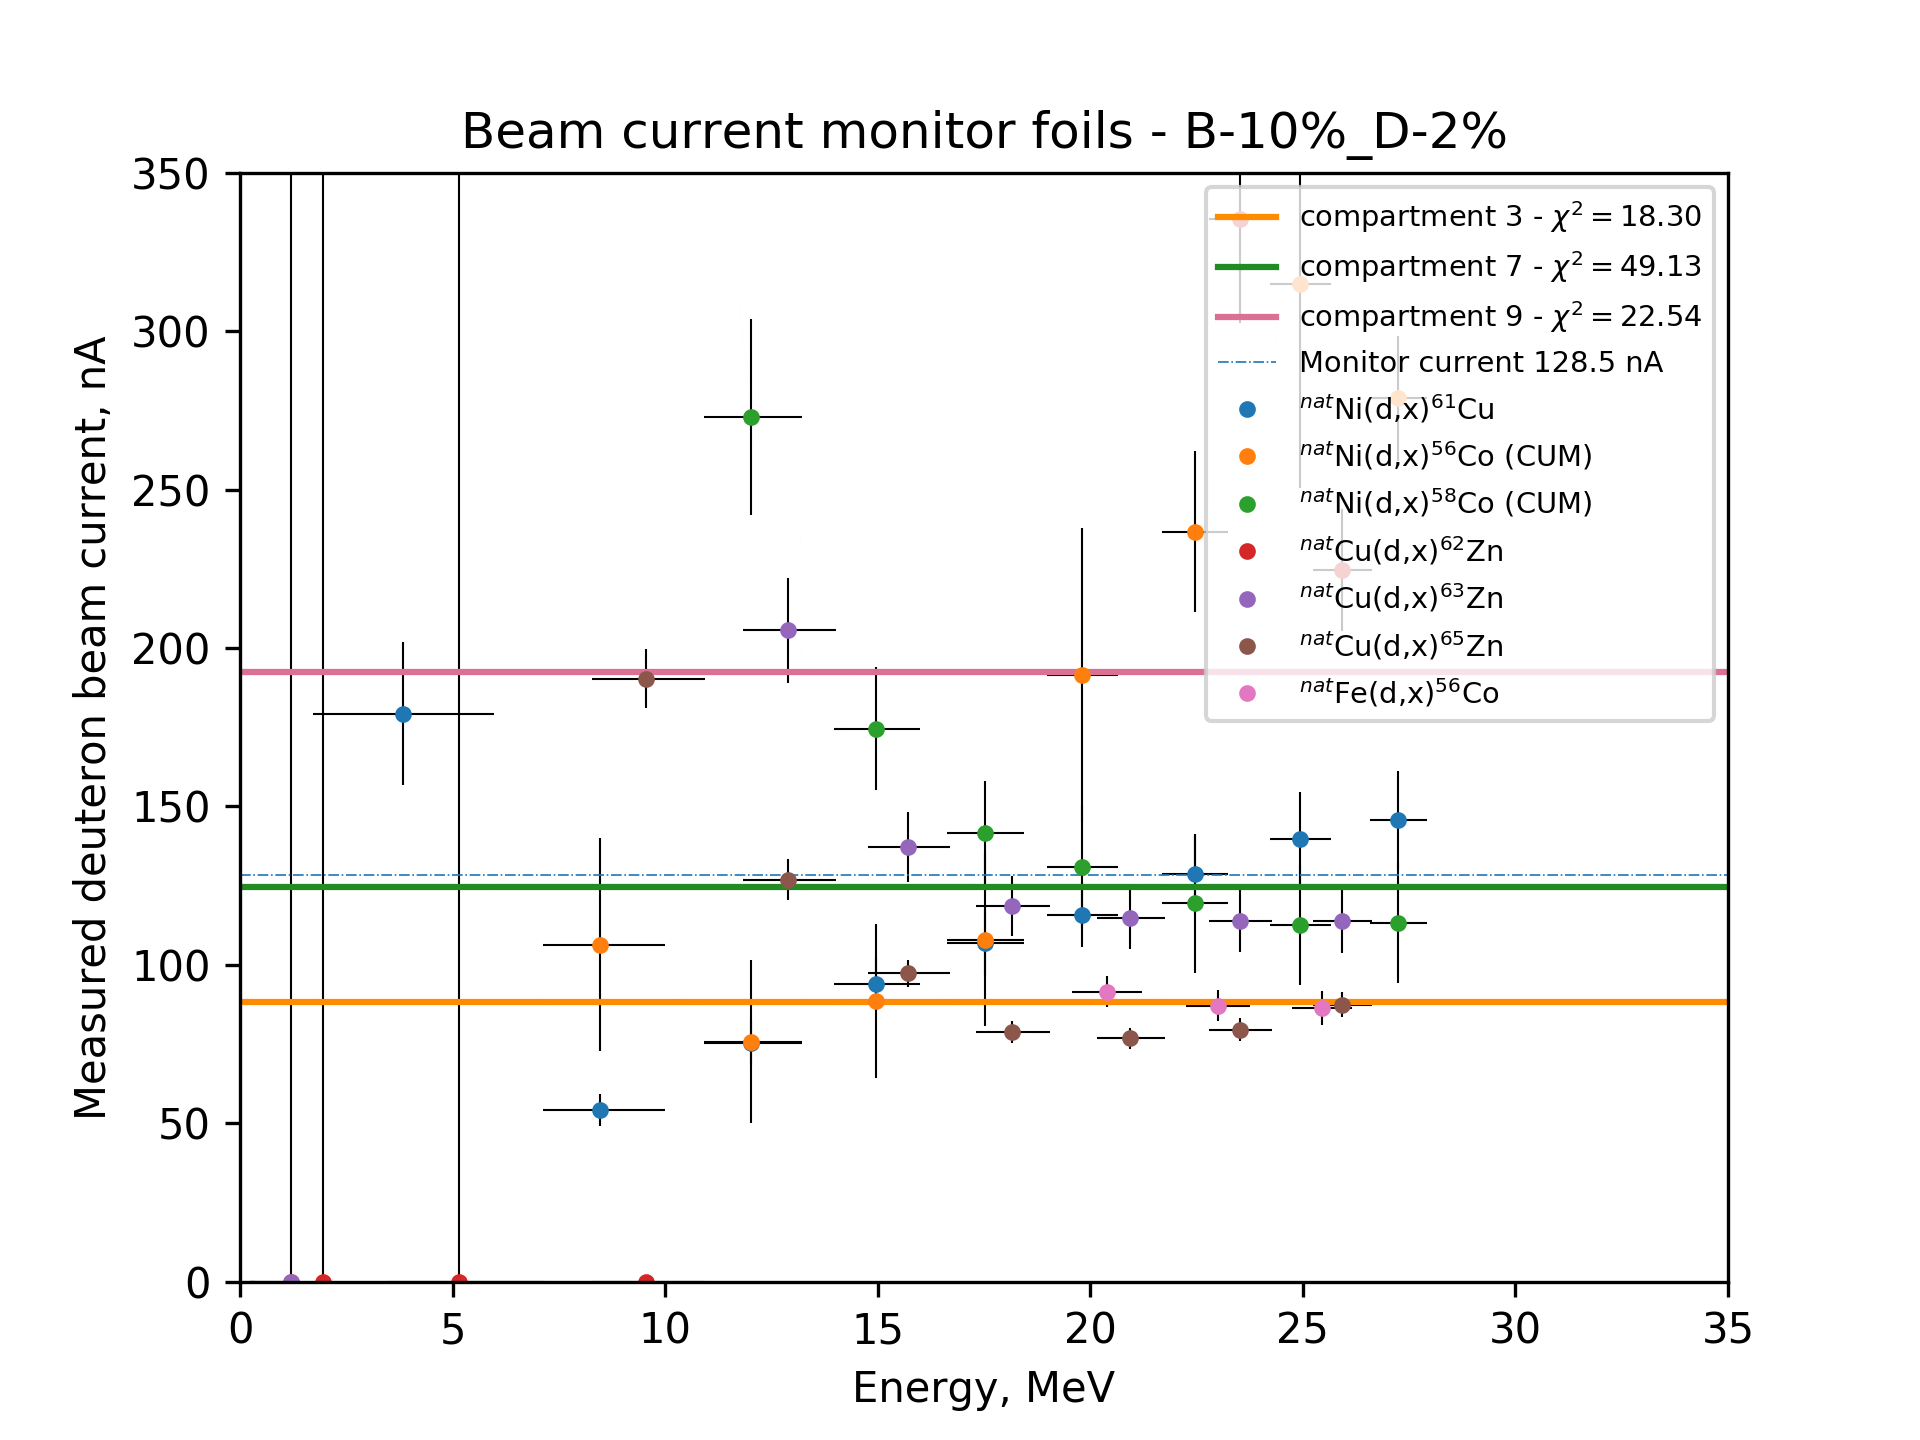 Beam current monitor foils - B-10%_D-2%
Measured deuteron beam current, nA
350
300
250
200
150
100
50
0
compartment 3 - χ² = 18.30
compartment 7 - χ² = 49.13
compartment 9 - χ² = 22.54
Monitor current 128.5 nA
ⁿᵃᵗNi(d,x)⁶¹Cu
ⁿᵃᵗNi(d,x)⁵⁶Co (CUM)
ⁿᵃᵗNi(d,x)⁵⁸Co (CUM)
ⁿᵃᵗCu(d,x)⁶²Zn
ⁿᵃᵗCu(d,x)⁶³Zn
ⁿᵃᵗCu(d,x)⁶⁵Zn
ⁿᵃᵗFe(d,x)⁵⁶Co
0 5 10 15 20 25 30 35
Energy, MeV